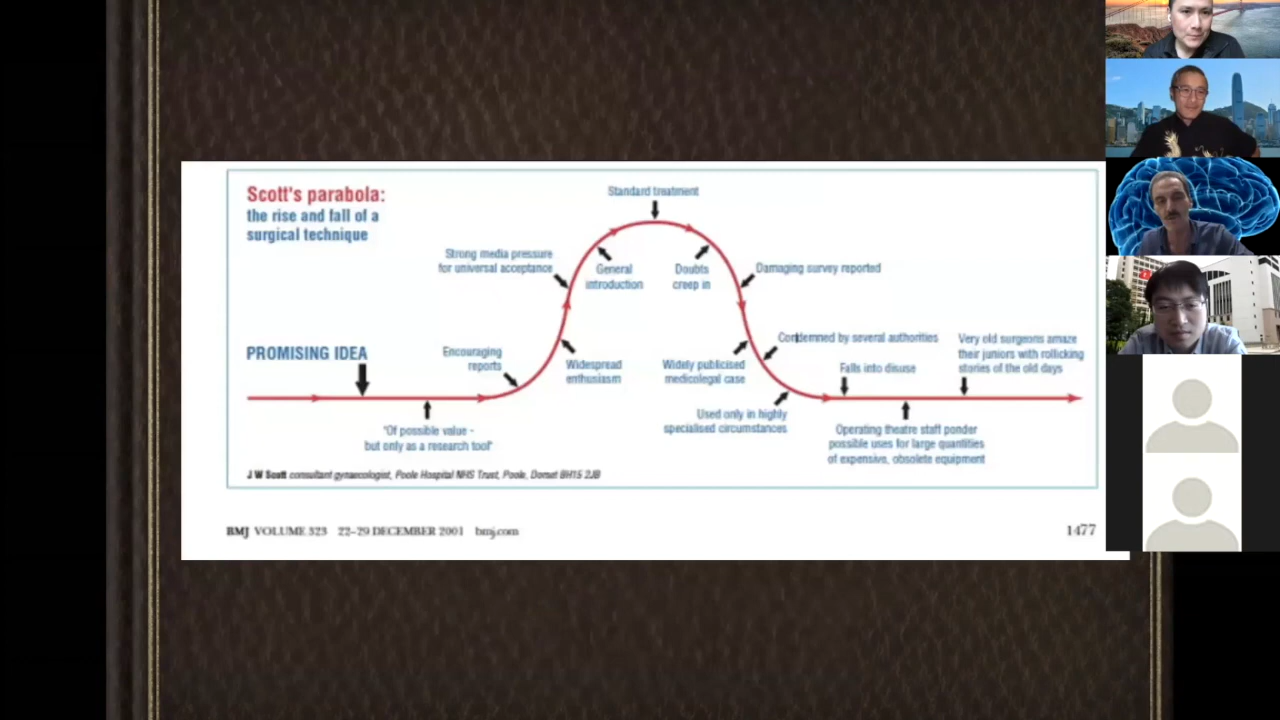 Scott's parabola:
the rise and fall of a
surgical technique
Standard treatment
Strong media pressure
for universal acceptance
General
introduction
Doubts
creep in
Damaging survey reported
PROMISING IDEA
Encouraging
reports
Widespread
enthusiasm
Widely publicised
medicolegal case
Condemned by several authorities
Falls into disuse
Very old surgeons amaze
their juniors with rollicking
stories of the old days
"Of possible value -
but only as a research tool"
Used only in highly
specialised circumstances
Operating theatre staff ponder
possible uses for large quantities
of expensive, obsolete equipment
J W Scott consultant gynaecologist, Poole Hospital NHS Trust, Poole, Dorset BH15 2JB
BMJ VOLUME 323 22–29 DECEMBER 2001 bmj.com
1477